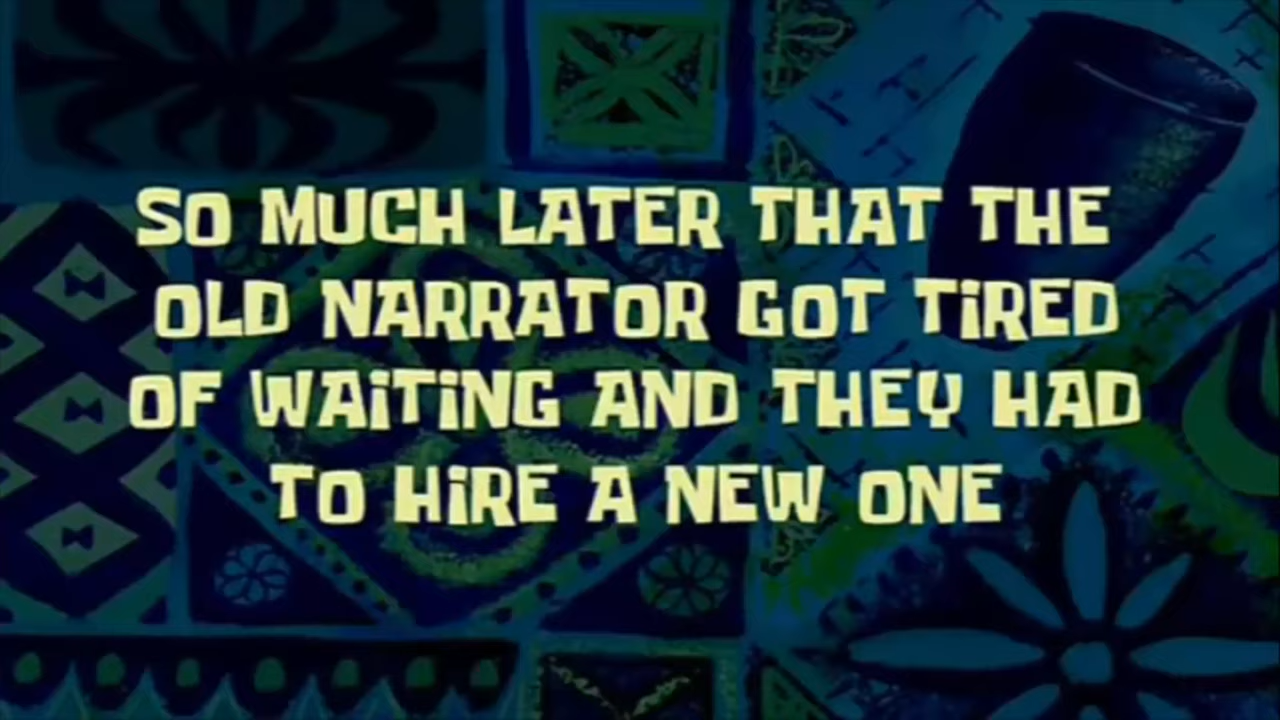 SO MUCH LATER THAT THE
OLD NARRATOR GOT TiRED
OF WAiTiNG AND THEY HAD
TO HiRE A NEW ONE